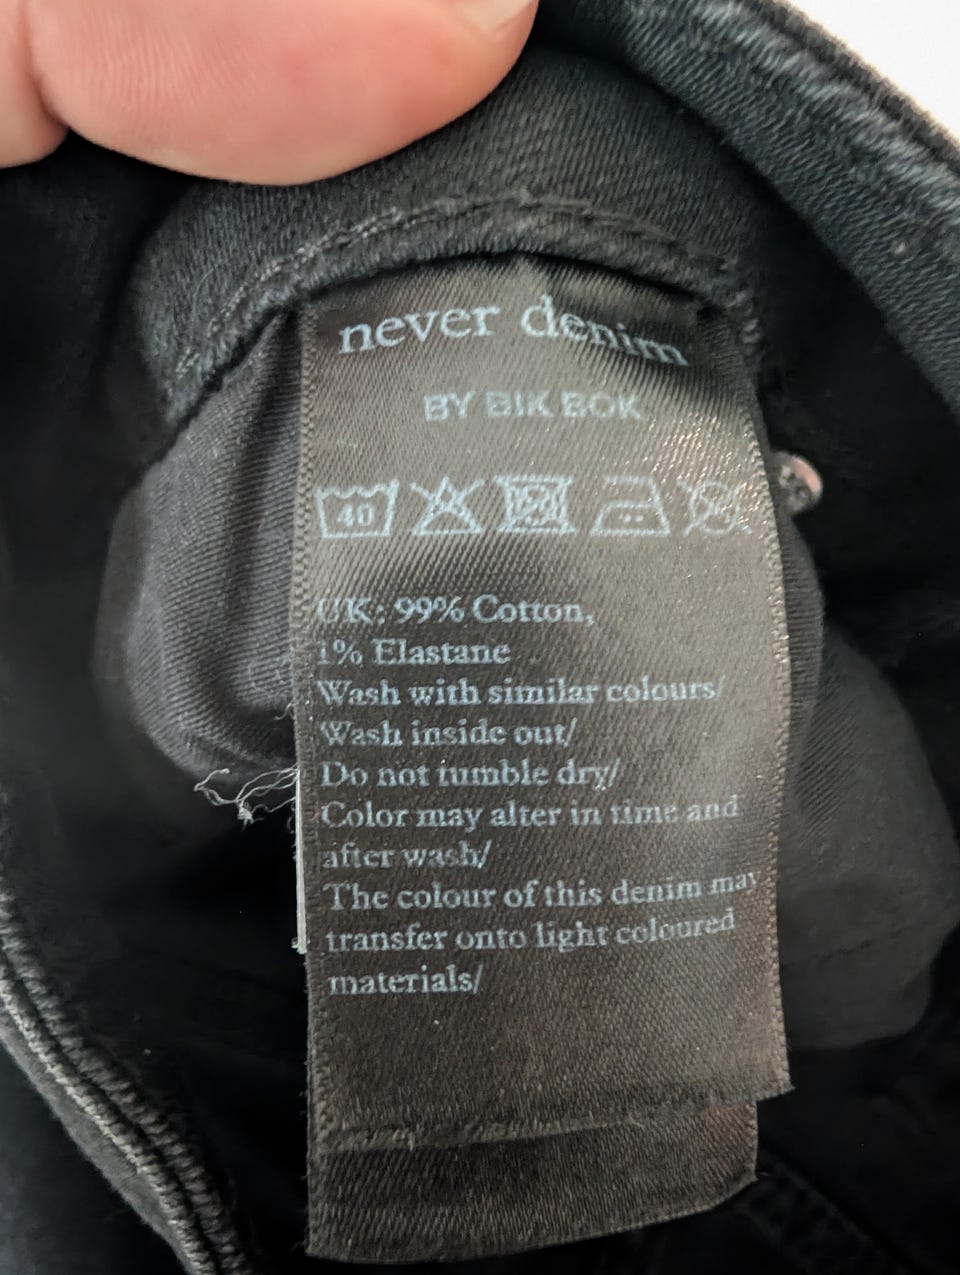 never denim
BY BIK BOK
40
UK: 99% Cotton,
1% Elastane
Wash with similar colours/
Wash inside out/
Do not tumble dry/
Color may alter in time and
after wash/
The colour of this denim may
transfer onto light coloured
materials/